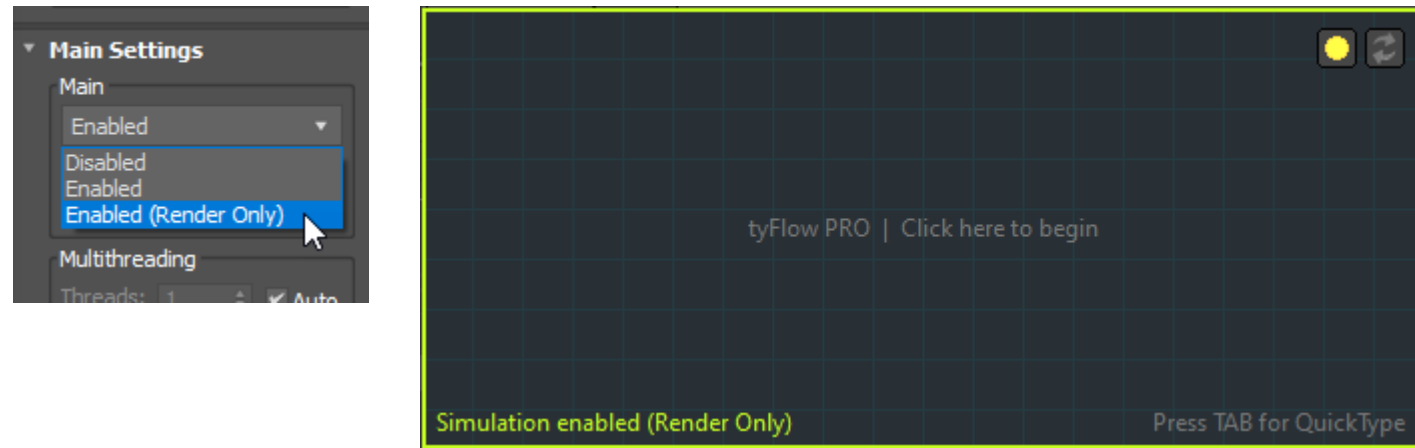 Main Settings
Main
Enabled
Disabled
Enabled
Enabled (Render Only)
Multithreading
Threads: 1 Auto
tyFlow PRO | Click here to begin
Simulation enabled (Render Only)
Press TAB for QuickType